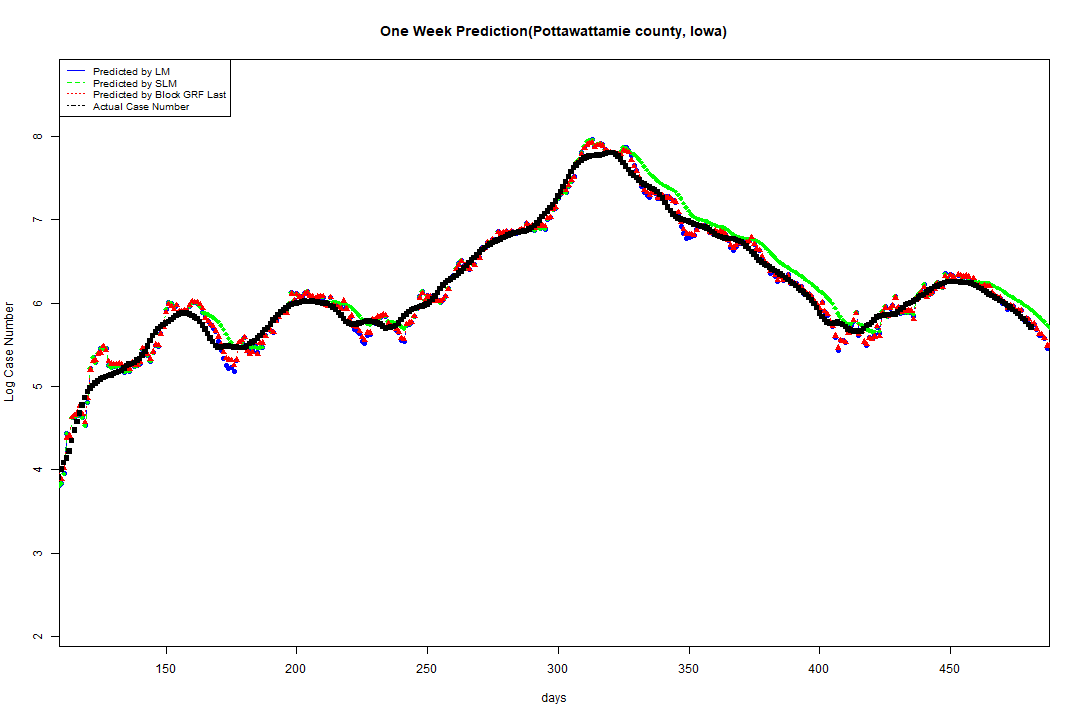 One Week Prediction(Pottawattamie county, Iowa)
Predicted by LM
Predicted by SLM
Predicted by Block GRF Last
Actual Case Number
Log Case Number
8
7
6
5
4
3
2
150 200 250 300 350 400 450
days